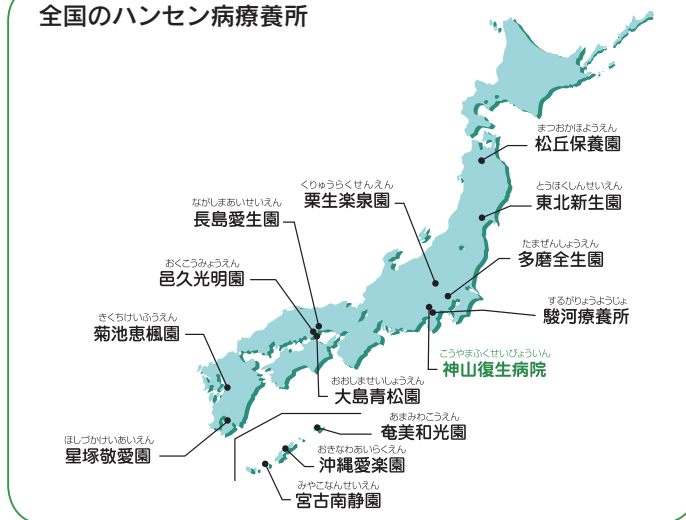 全国のハンセン病療養所
まつおかほようえん
松丘保養園
とうほくしんせいえん
東北新生園
くりゅうらくせんえん
栗生楽泉園
ながしまあいせいえん
長島愛生園
たまぜんしょうえん
多磨全生園
おくこうみょうえん
邑久光明園
するがりょうようじょ
駿河療養所
きくちけいふうえん
菊池恵楓園
こうやまふくせいびょういん
神山復生病院
おおしませいしょうえん
大島青松園
あまみわこうえん
奄美和光園
ほしづかけいあいえん
星塚敬愛園
おきなわあいらくえん
沖縄愛楽園
みやこなんせいえん
宮古南静園